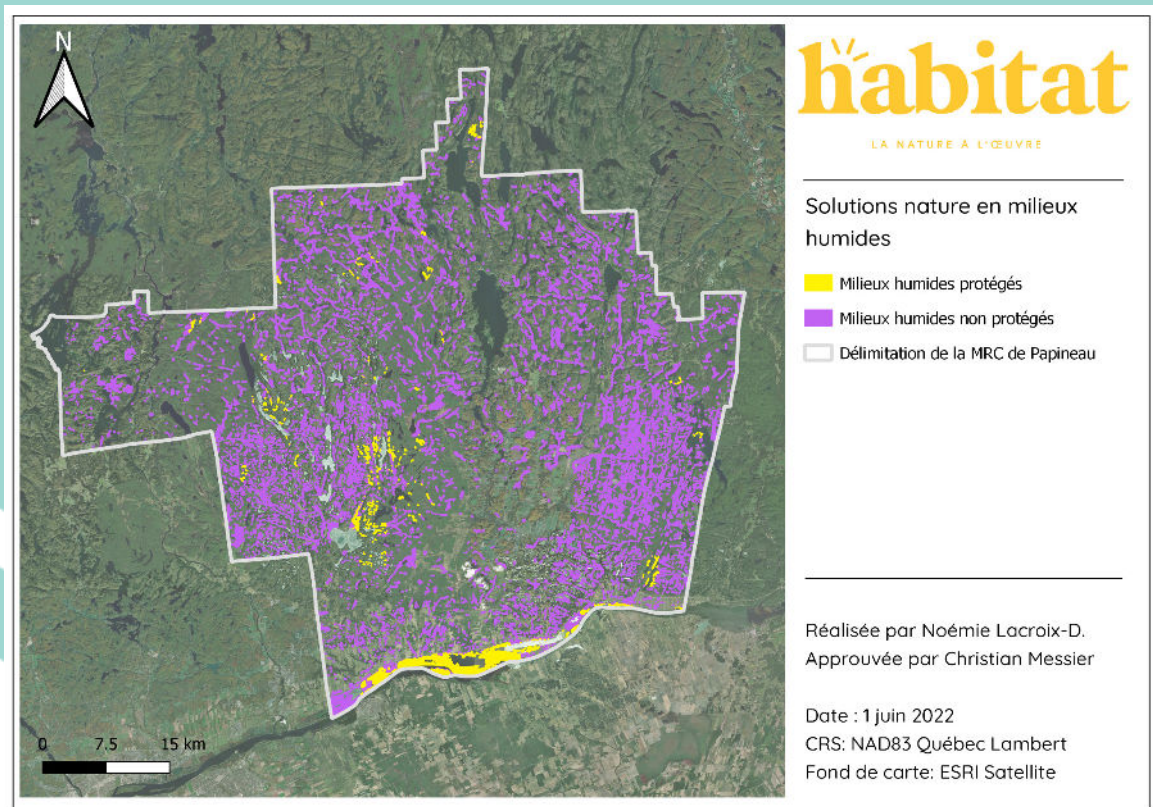 N
0 7.5 15 km
habitat
LA NATURE À L'ŒUVRE
Solutions nature en milieux
humides
Milieux humides protégés
Milieux humides non protégés
Délimitation de la MRC de Papineau
Réalisée par Noémie Lacroix-D.
Approuvée par Christian Messier
Date : 1 juin 2022
CRS: NAD83 Québec Lambert
Fond de carte: ESRI Satellite